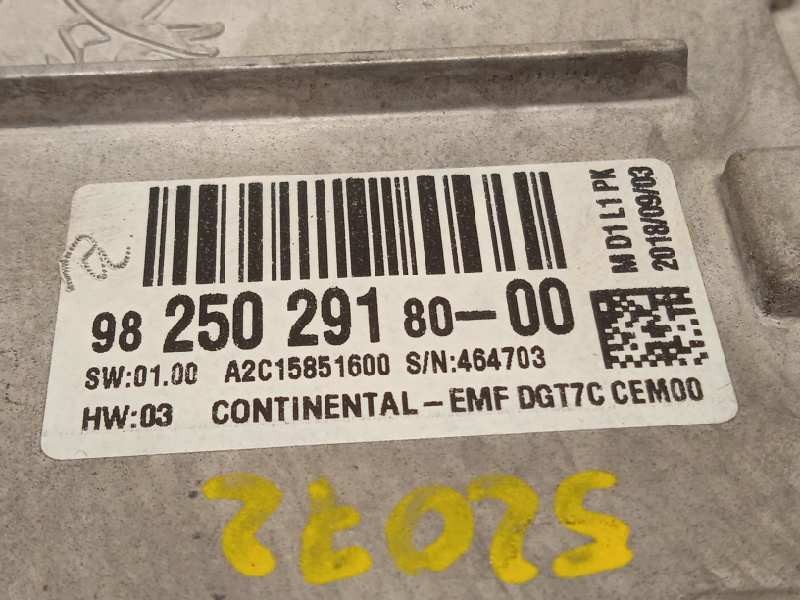 98 250 291 80-00
SW:01.00 A2C15851600 S/N:464703
HW:03 CONTINENTAL-EMF DGT7C CEM00
M D1 L1 PK
2018/09/03
52072